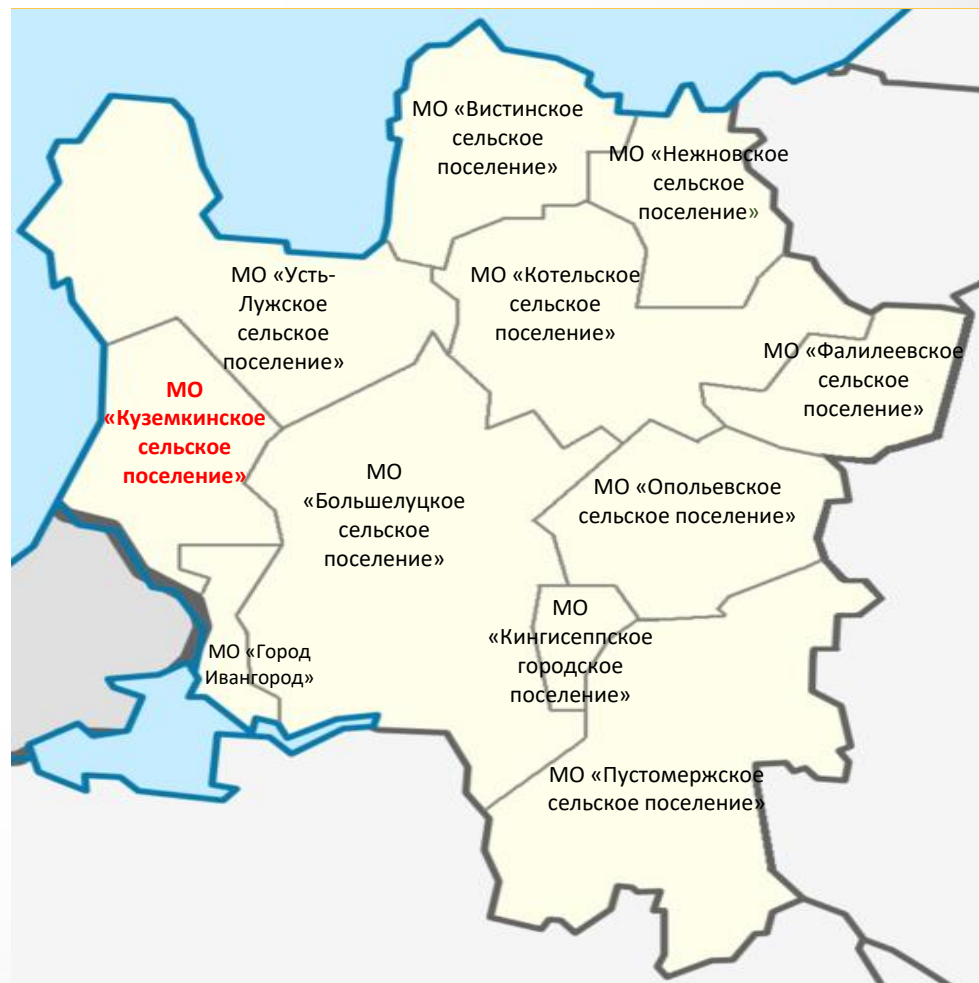 МО «Вистинское
сельское
поселение»
МО «Нежновское
сельское
поселение»
МО «Усть-
Лужское
сельское
поселение»
МО «Котельское
сельское
поселение»
МО «Фалилеевское
сельское
поселение»
МО
«Куземкинское
сельское
поселение»
МО
«Большелуцкое
сельское
поселение»
МО «Опольевское
сельское поселение»
МО
«Кингисеппское
городское
поселение»
МО «Город
Ивангород»
МО «Пустомержское
сельское поселение»